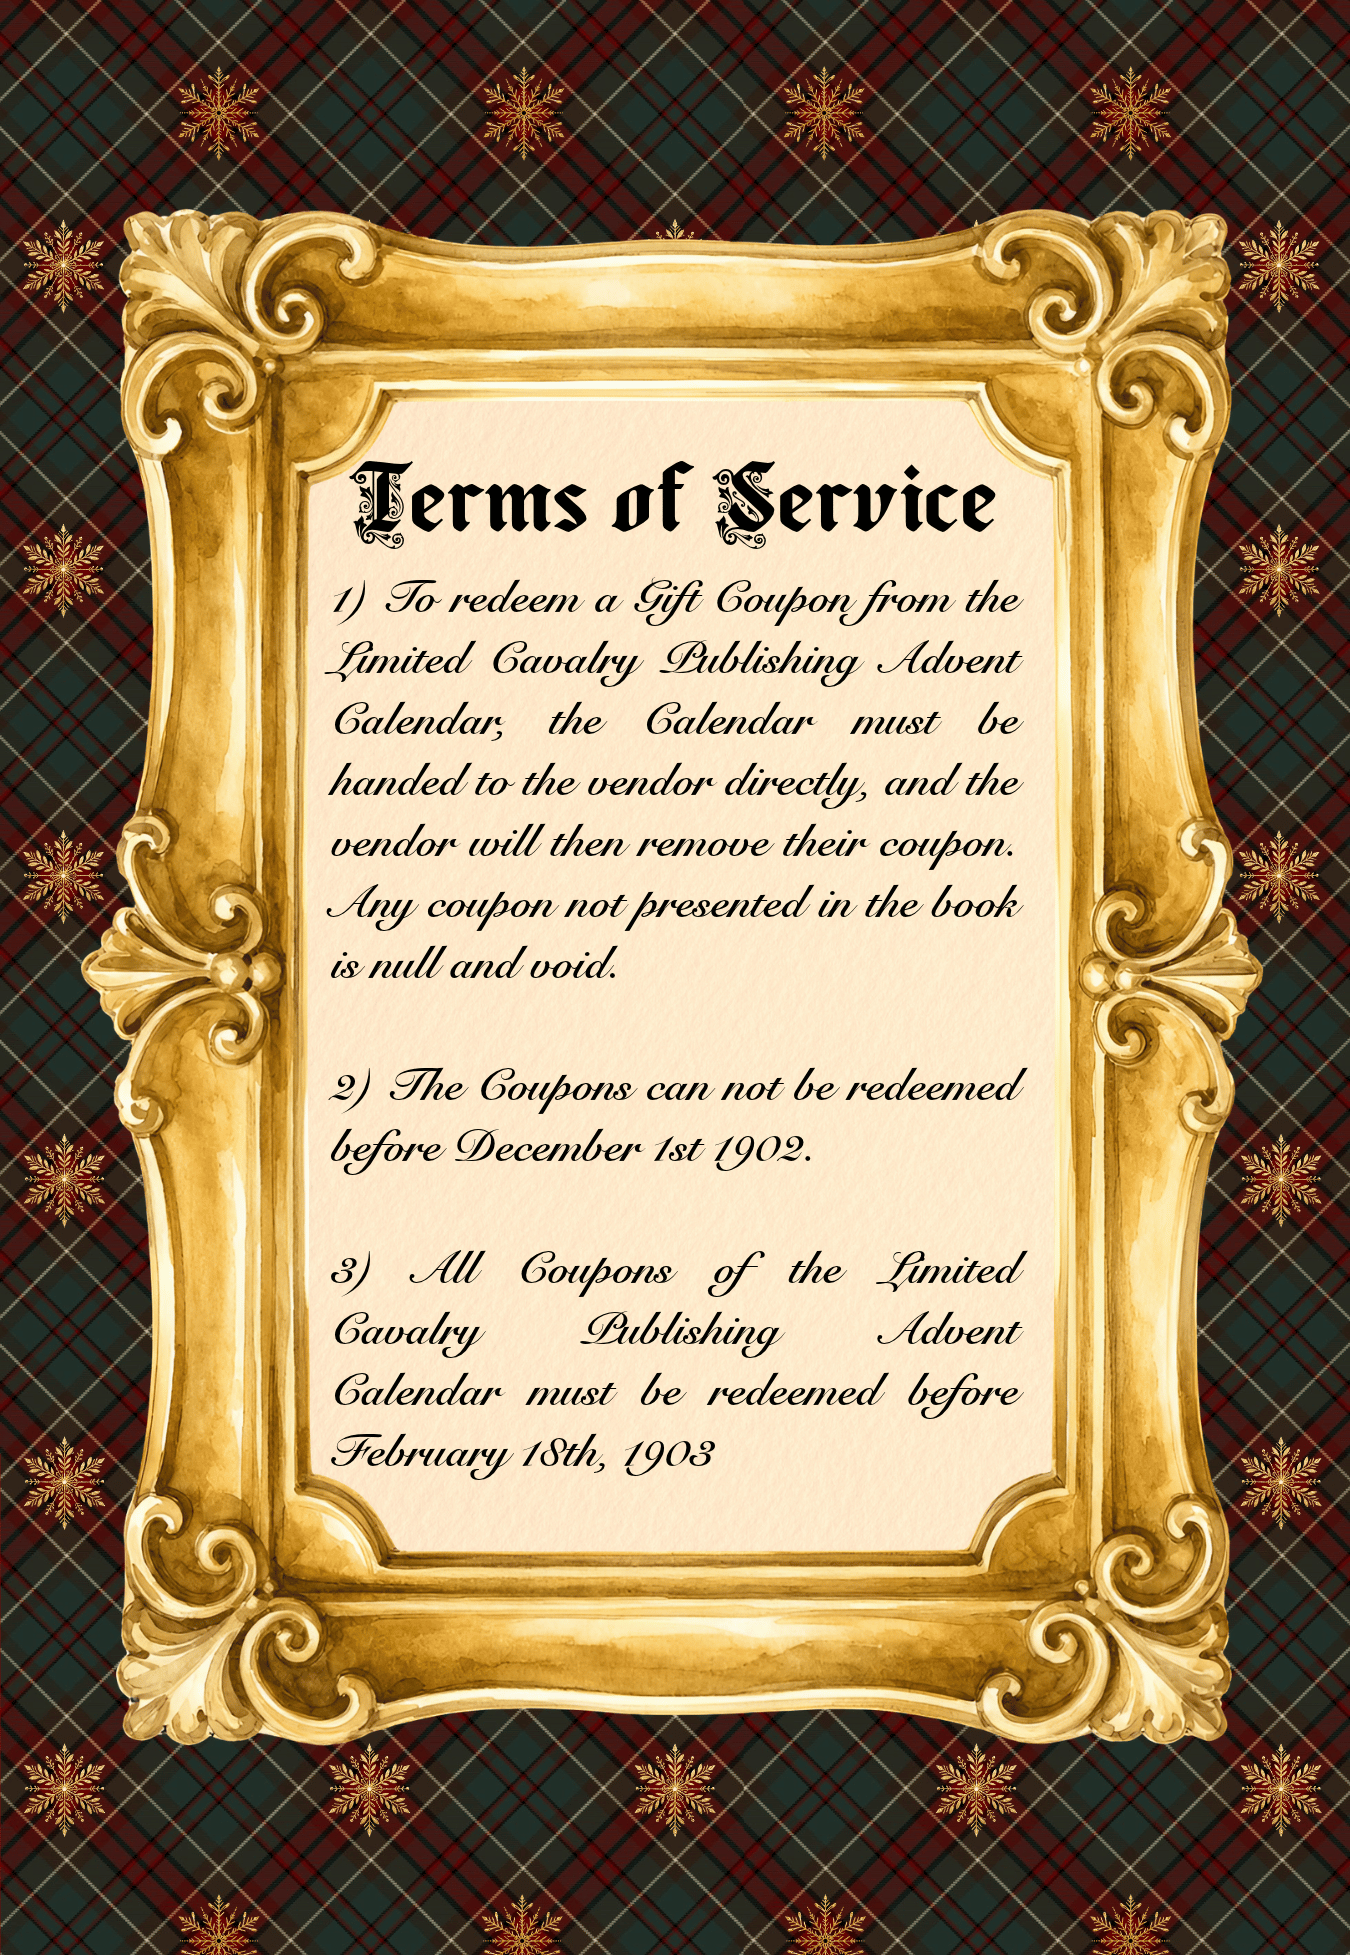 Terms of Service
1) To redeem a Gift Coupon from the
Limited Cavalry Publishing Advent
Calendar, the Calendar must be
handed to the vendor directly, and the
vendor will then remove their coupon.
Any coupon not presented in the book
is null and void.
2) The Coupons can not be redeemed
before December 1st 1902.
3) All Coupons of the Limited
Cavalry Publishing Advent
Calendar must be redeemed before
February 18th, 1903